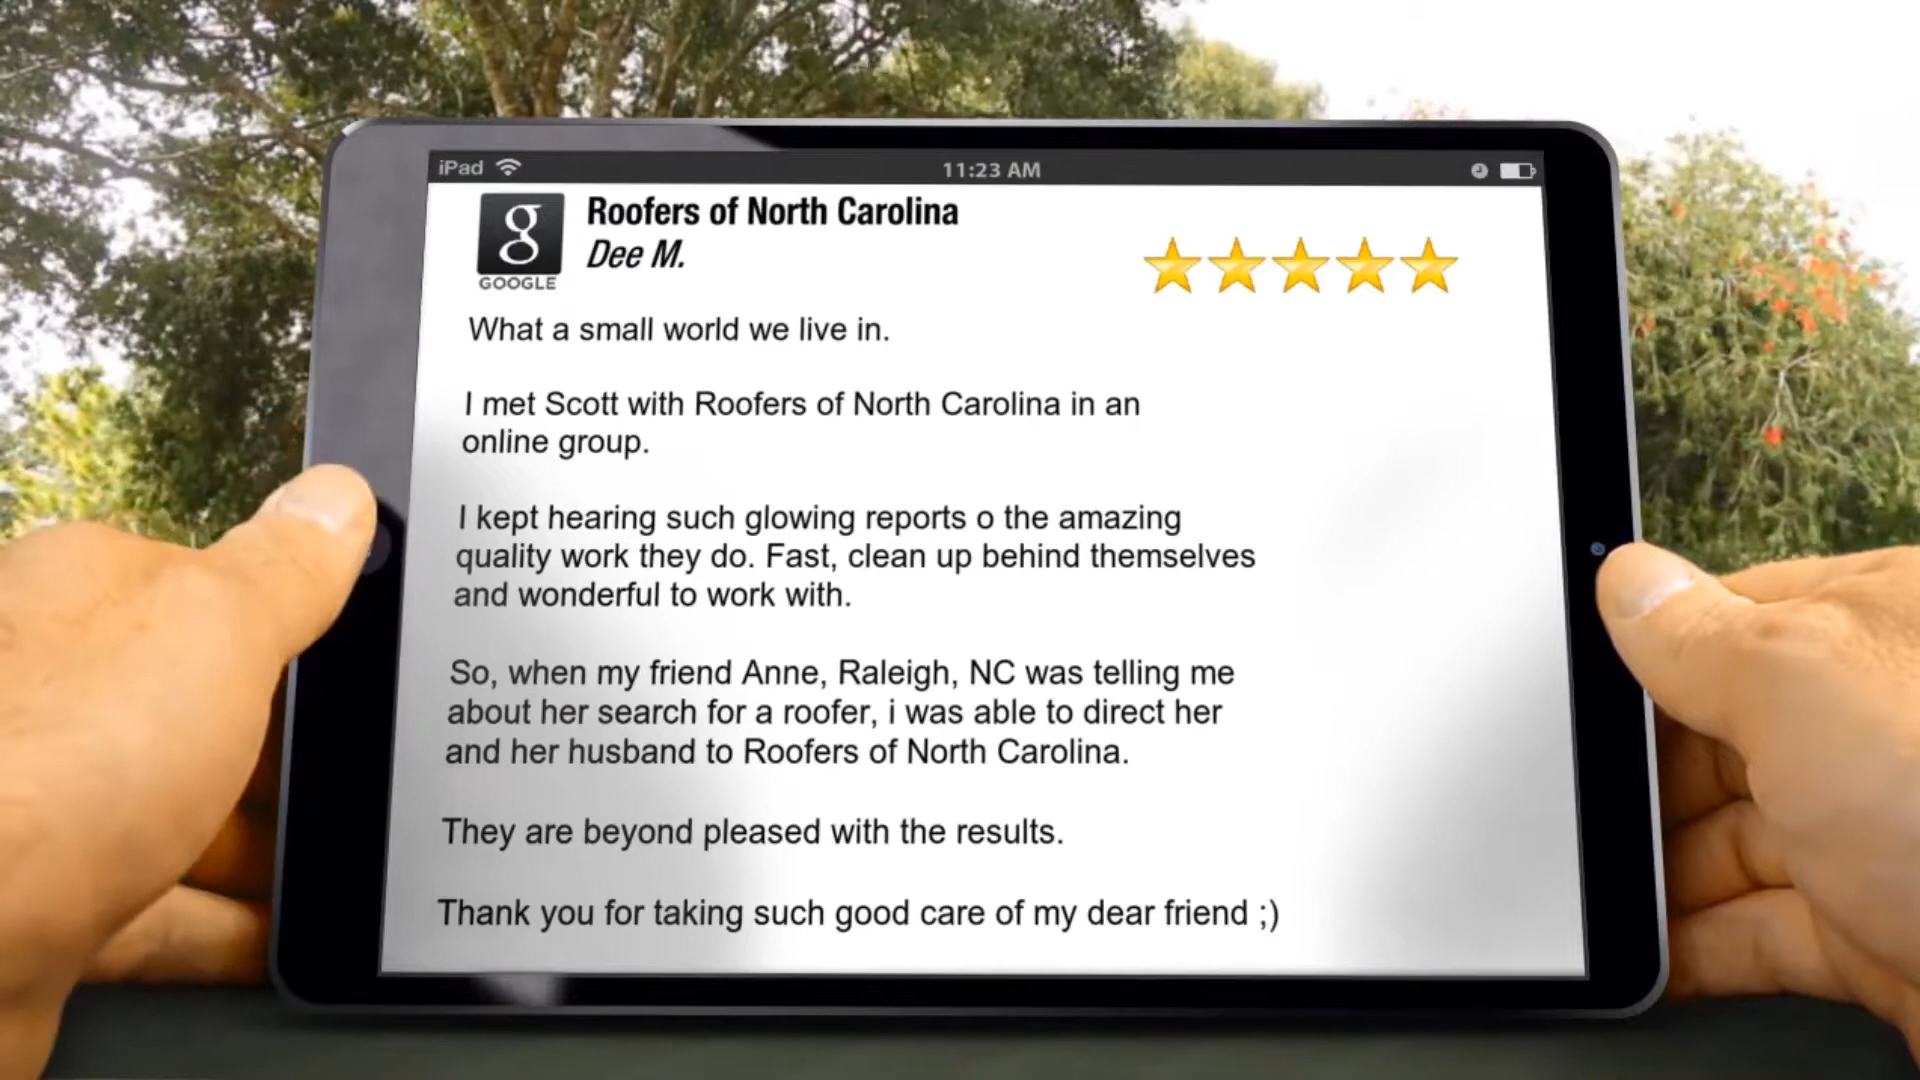 iPad
11:23 AM
g
GOOGLE
Roofers of North Carolina
Dee M.
What a small world we live in.
I met Scott with Roofers of North Carolina in an
online group.
I kept hearing such glowing reports o the amazing
quality work they do. Fast, clean up behind themselves
and wonderful to work with.
So, when my friend Anne, Raleigh, NC was telling me
about her search for a roofer, i was able to direct her
and her husband to Roofers of North Carolina.
They are beyond pleased with the results.
Thank you for taking such good care of my dear friend ;)